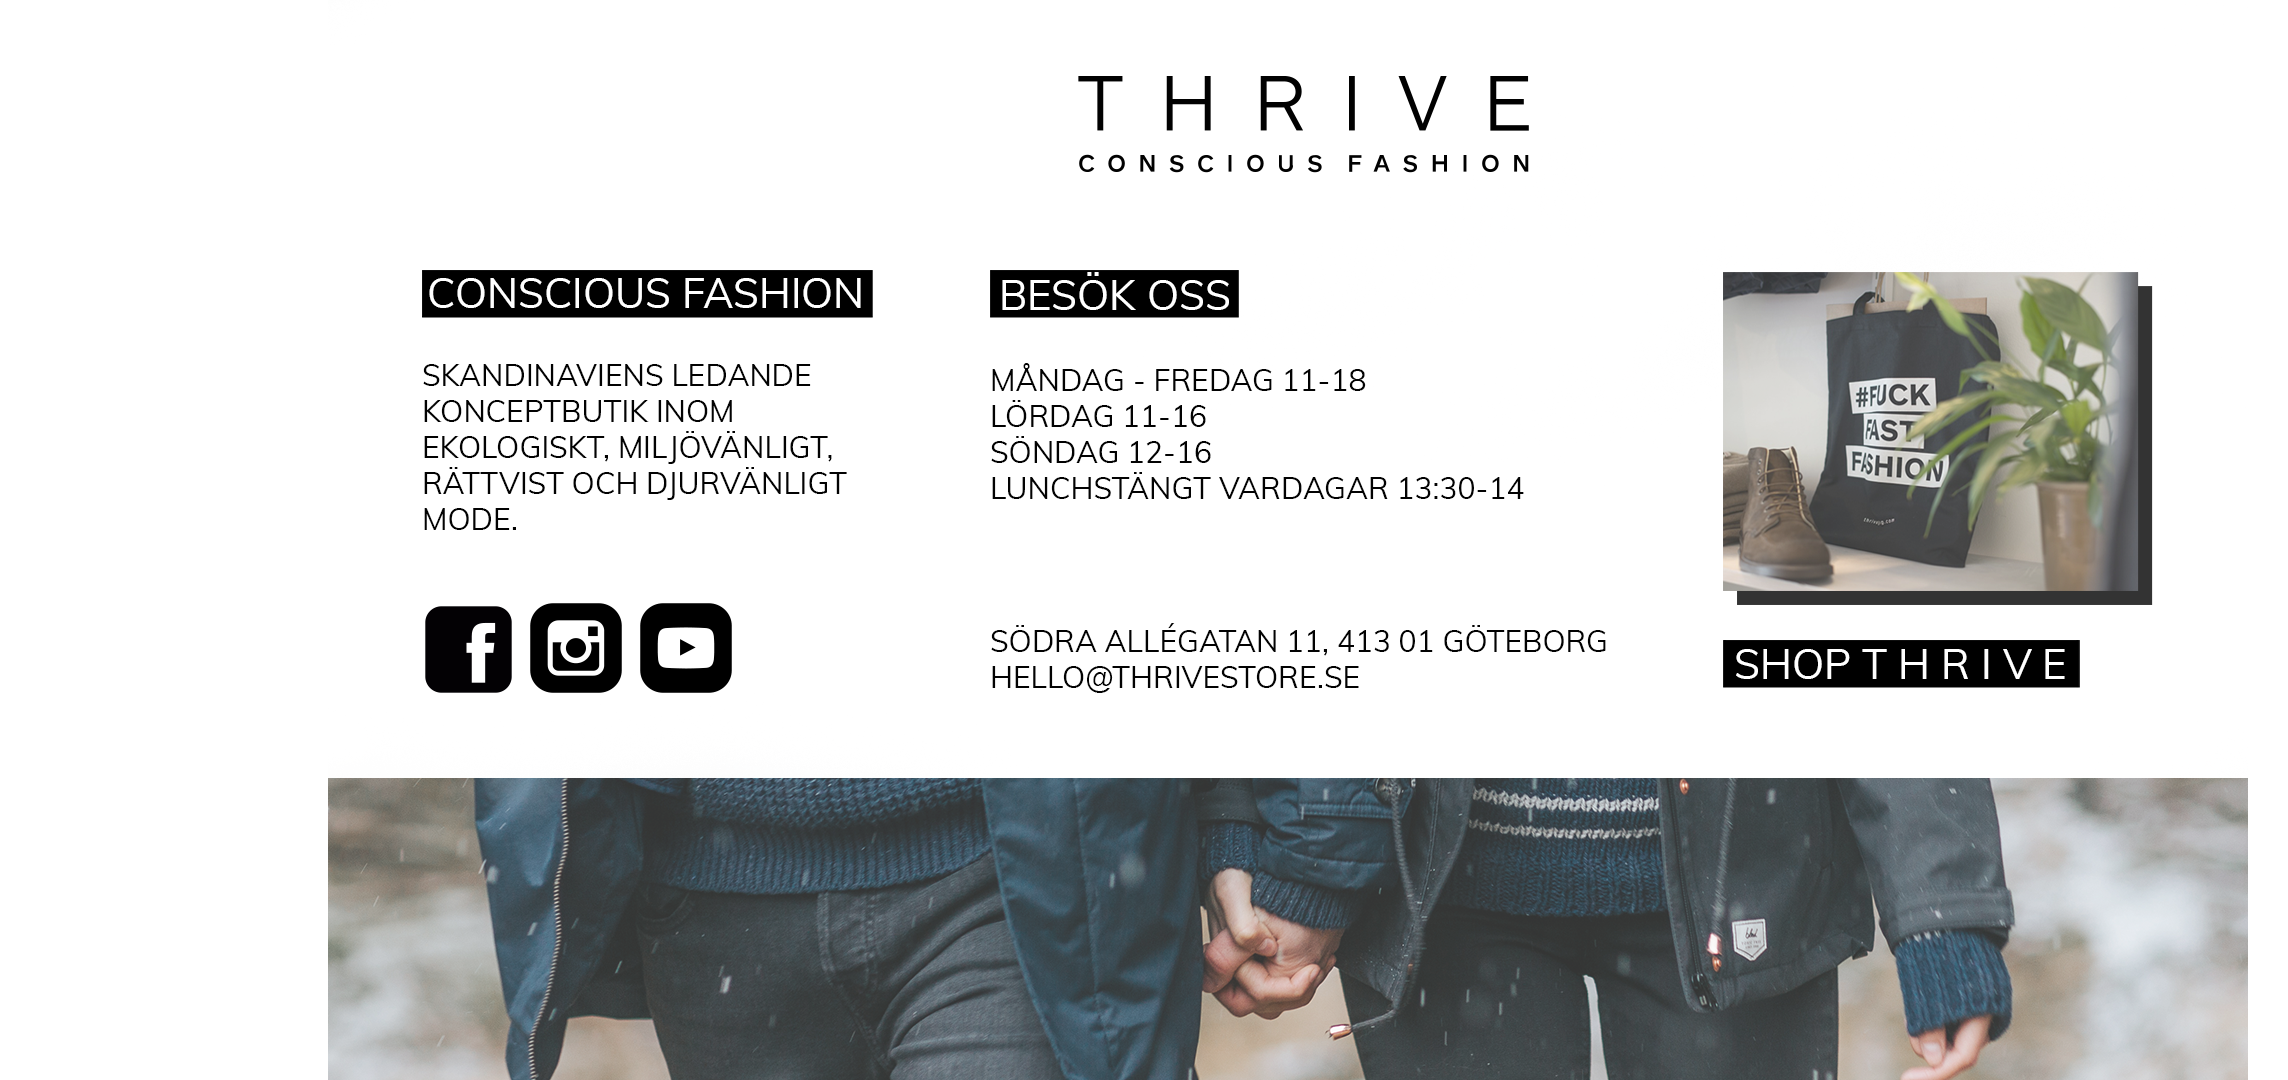 THRIVE
CONSCIOUS FASHION
CONSCIOUS FASHION
SKANDINAVIENS LEDANDE
KONCEPTBUTIK INOM
EKOLOGISKT, MILJÖVÄNLIGT,
RÄTTVIST OCH DJURVÄNLIGT
MODE.
BESÖK OSS
MÅNDAG - FREDAG 11-18
LÖRDAG 11-16
SÖNDAG 12-16
LUNCHSTÄNGT VARDAGAR 13:30-14
SÖDRA ALLÉGATAN 11, 413 01 GÖTEBORG
HELLO@THRIVESTORE.SE
#FUCK
FAST
FASHION
SHOP THRIVE